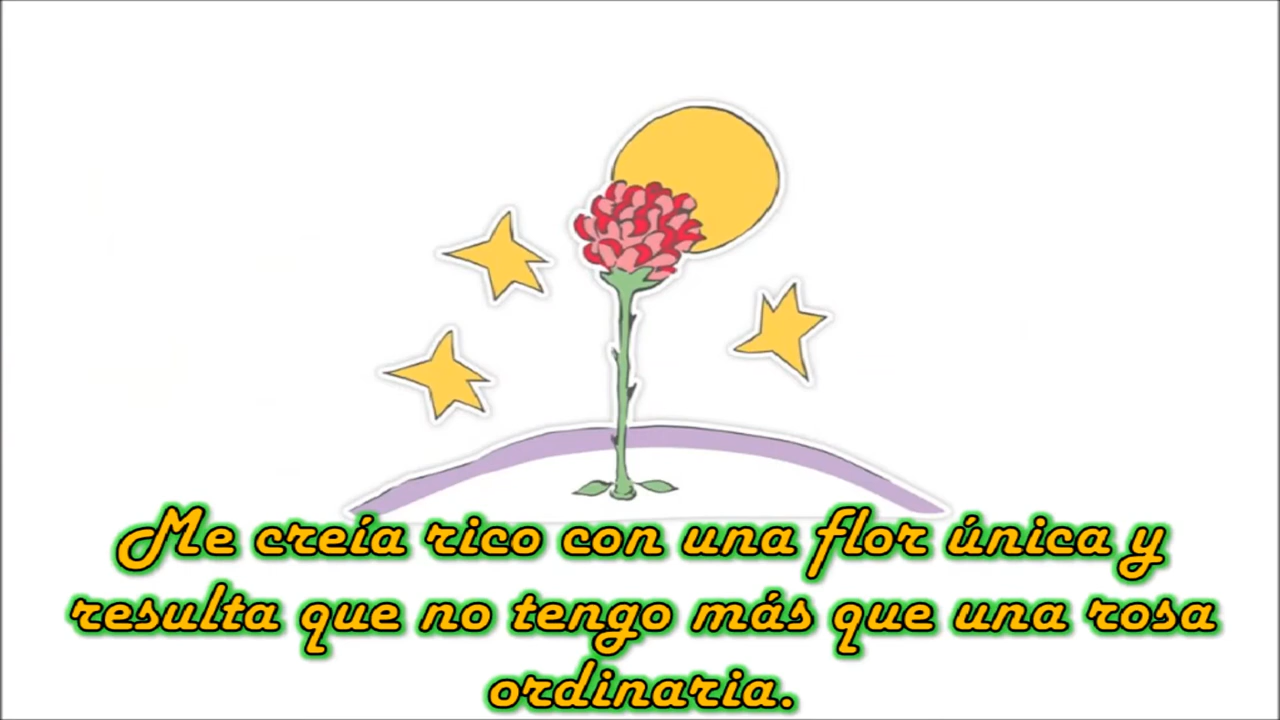 Me creía rico con una flor única y
resulta que no tengo más que una rosa
ordinaria.